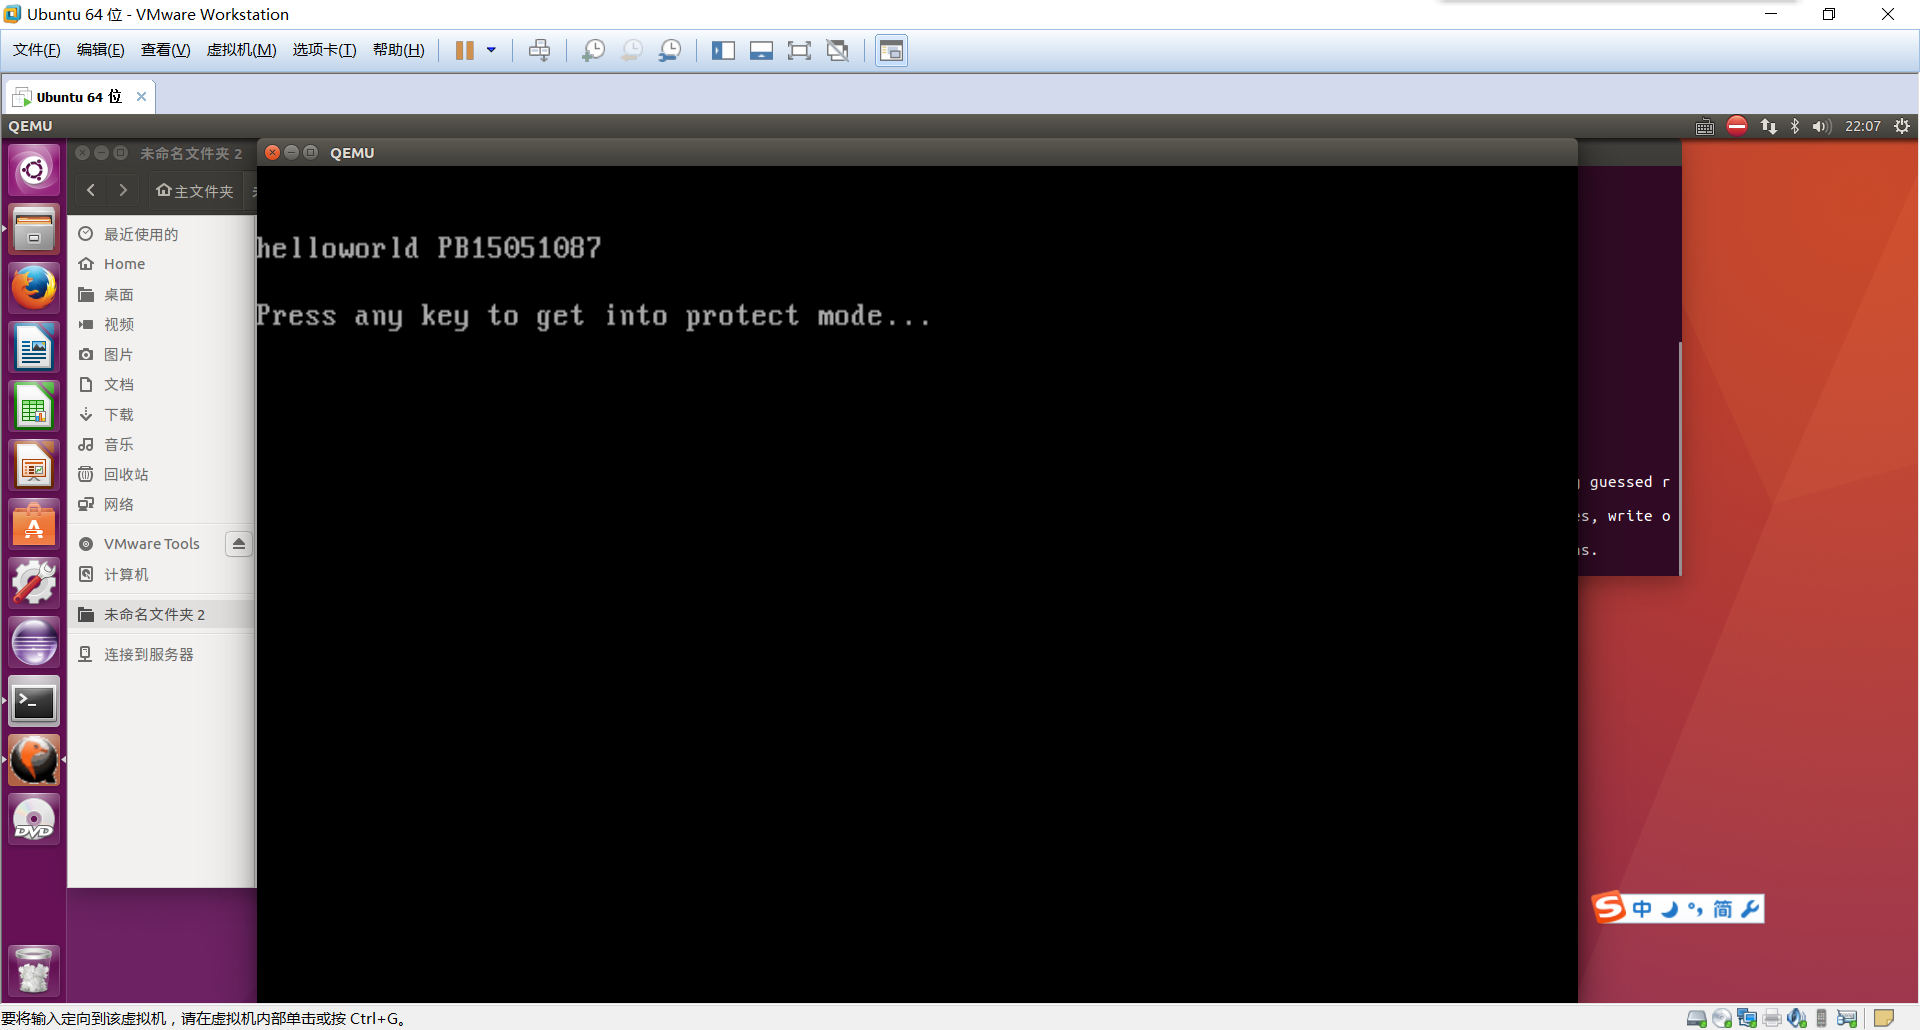 Ubuntu 64 位 - VMware Workstation
文件(F) 编辑(E) 查看(V) 虚拟机(M) 选项卡(T) 帮助(H)
Ubuntu 64 位
QEMU
22:07
未命名文件夹 2
QEMU
主文件夹
最近使用的
Home
桌面
视频
图片
文档
下载
音乐
回收站
网络
VMware Tools
计算机
未命名文件夹 2
连接到服务器
helloworld PB15051087
Press any key to get into protect mode...
guessed r
es, write o
ns.
DVD
中 简
要将输入定向到该虚拟机，请在虚拟机内部单击或按 Ctrl+G。